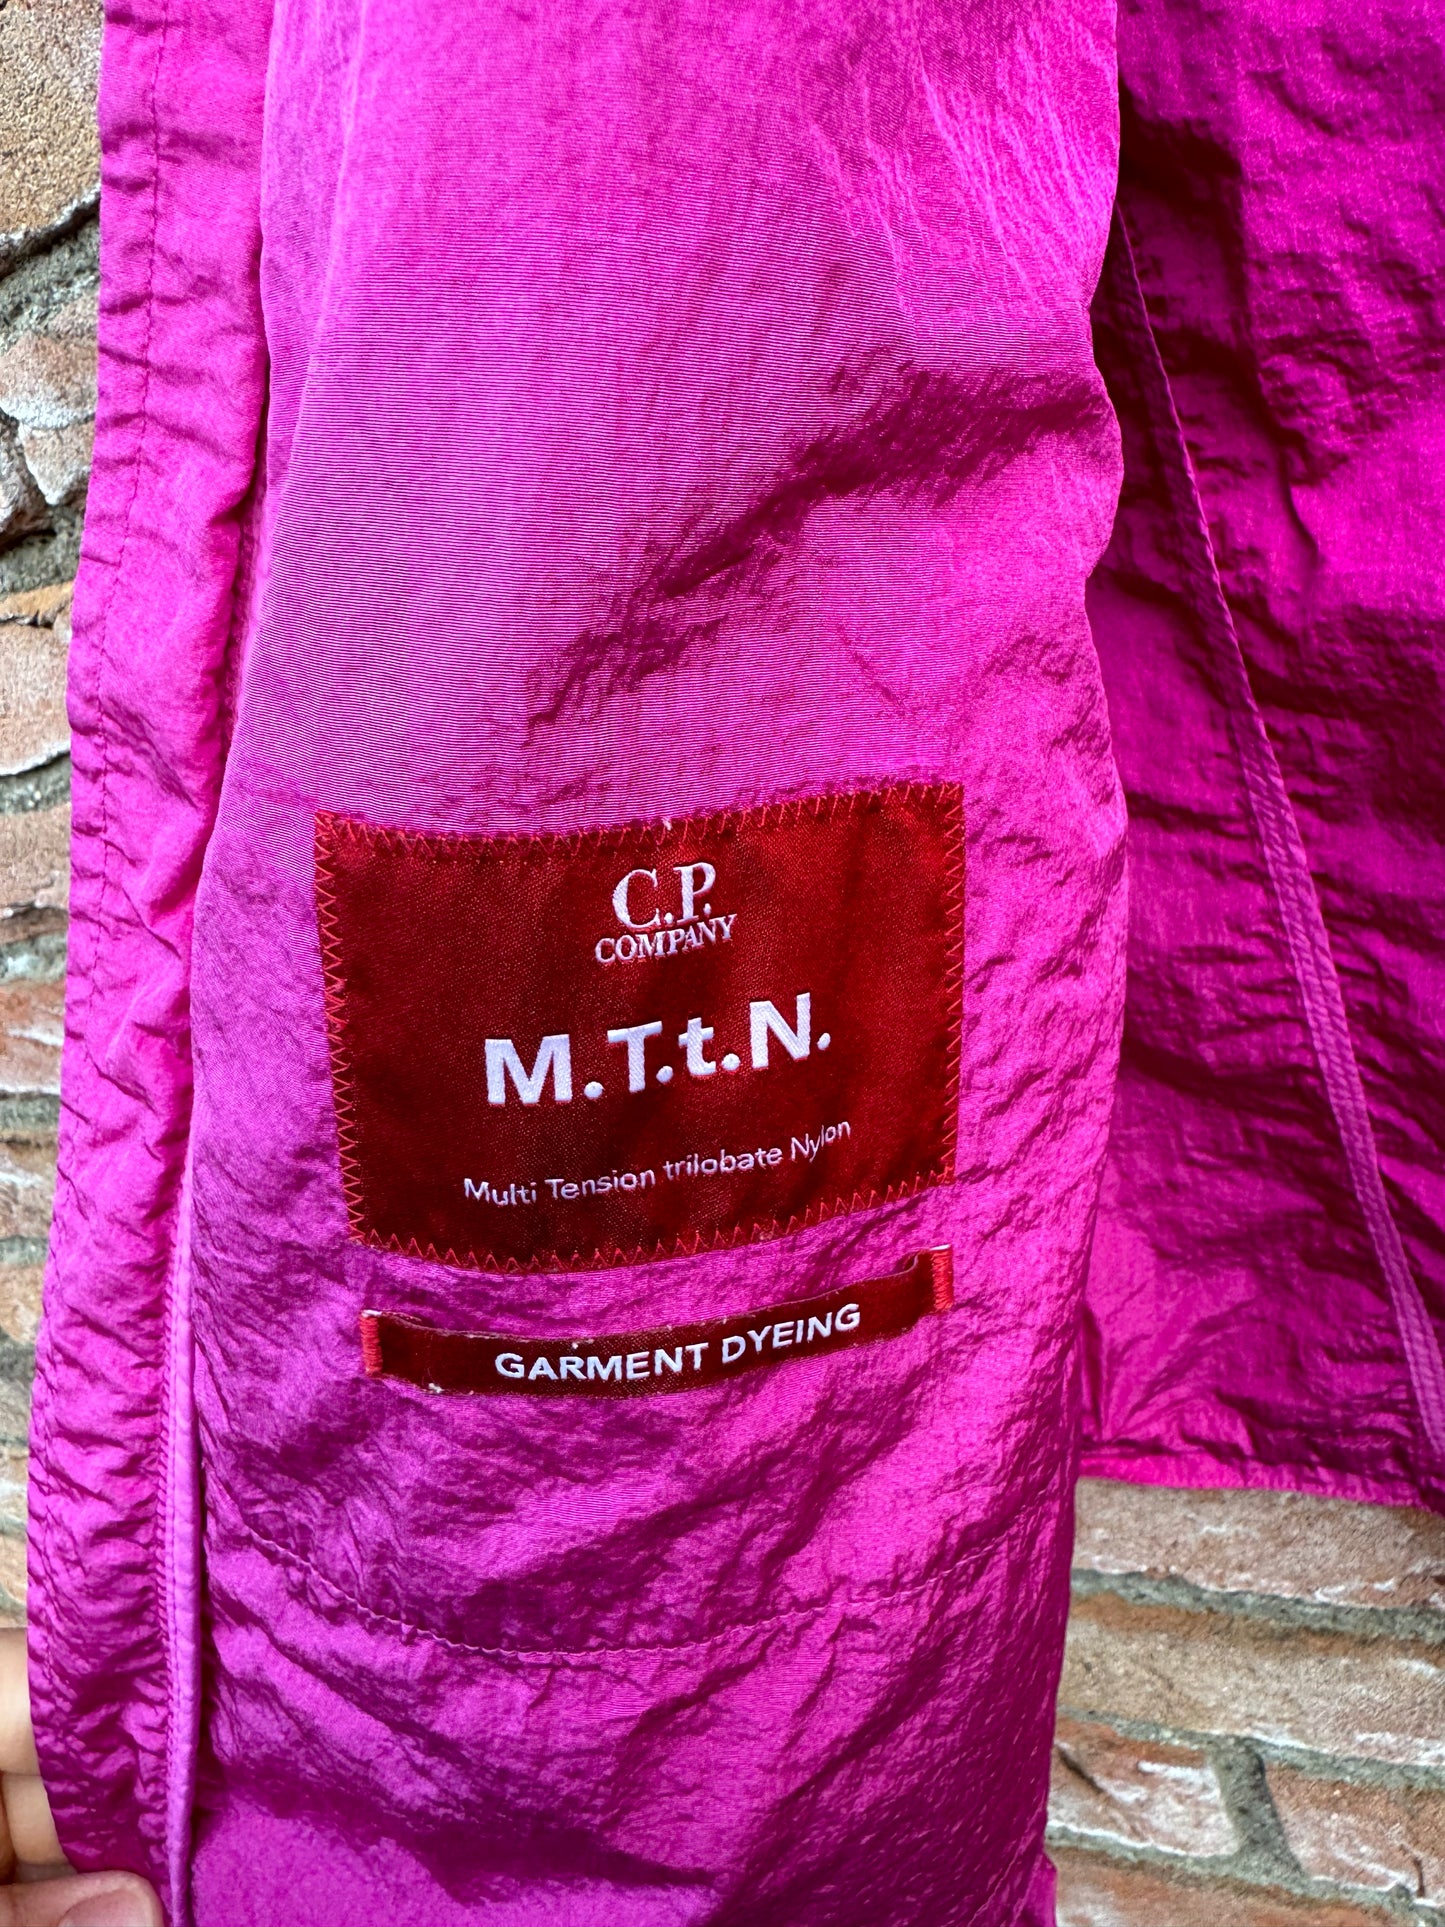 C.P.
COMPANY
M.T.t.N.
Multi Tension trilobate Nylon
GARMENT DYEING